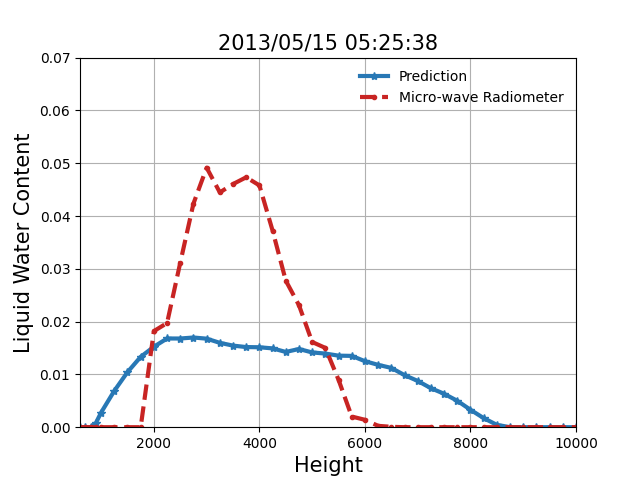 2013/05/15 05:25:38
Prediction
Micro-wave Radiometer
Liquid Water Content
0.07
0.06
0.05
0.04
0.03
0.02
0.01
0.00
2000 4000 6000 8000 10000
Height